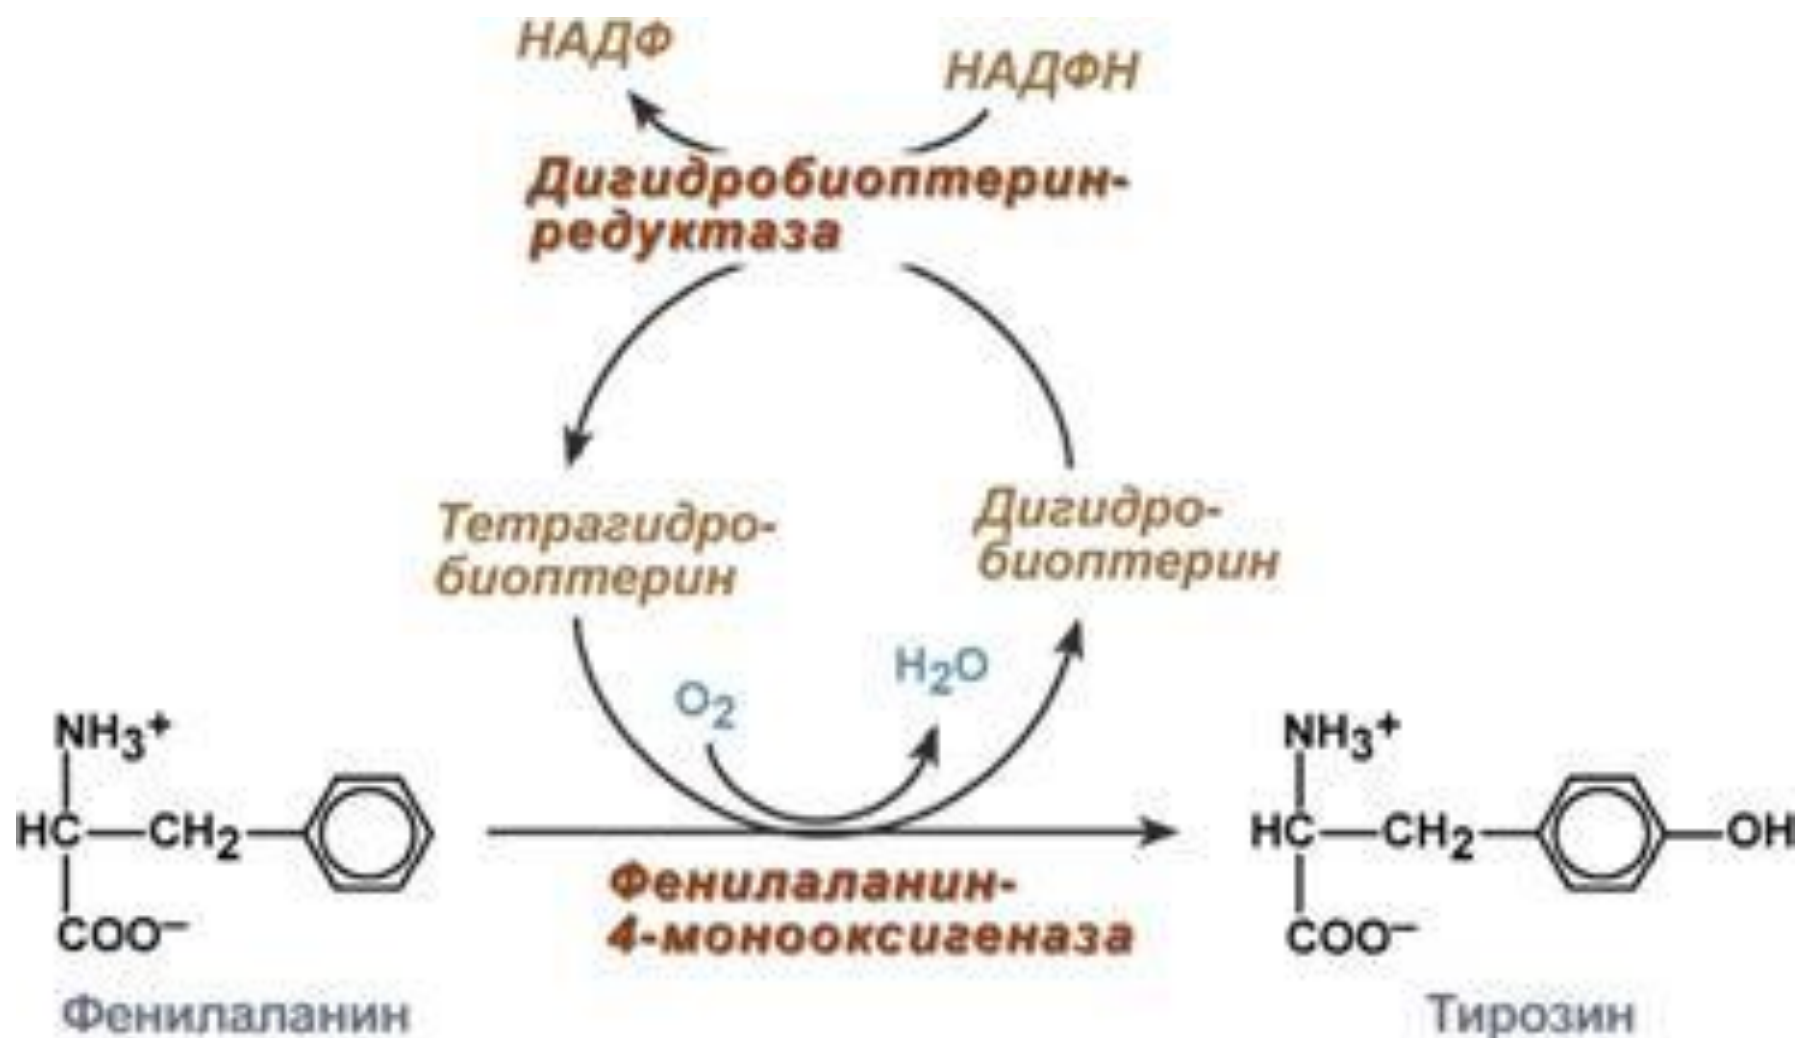 НАДФ
НАДФН
Дигидробиоптерин-
редуктаза
Тетрагидро-
биоптерин
Дигидро-
биоптерин
O2
H2O
NH3+
HC—CH2
COO−
Фенилаланин
Фенилаланин-
4-монооксигеназа
NH3+
HC—CH2 OH
COO−
Тирозин